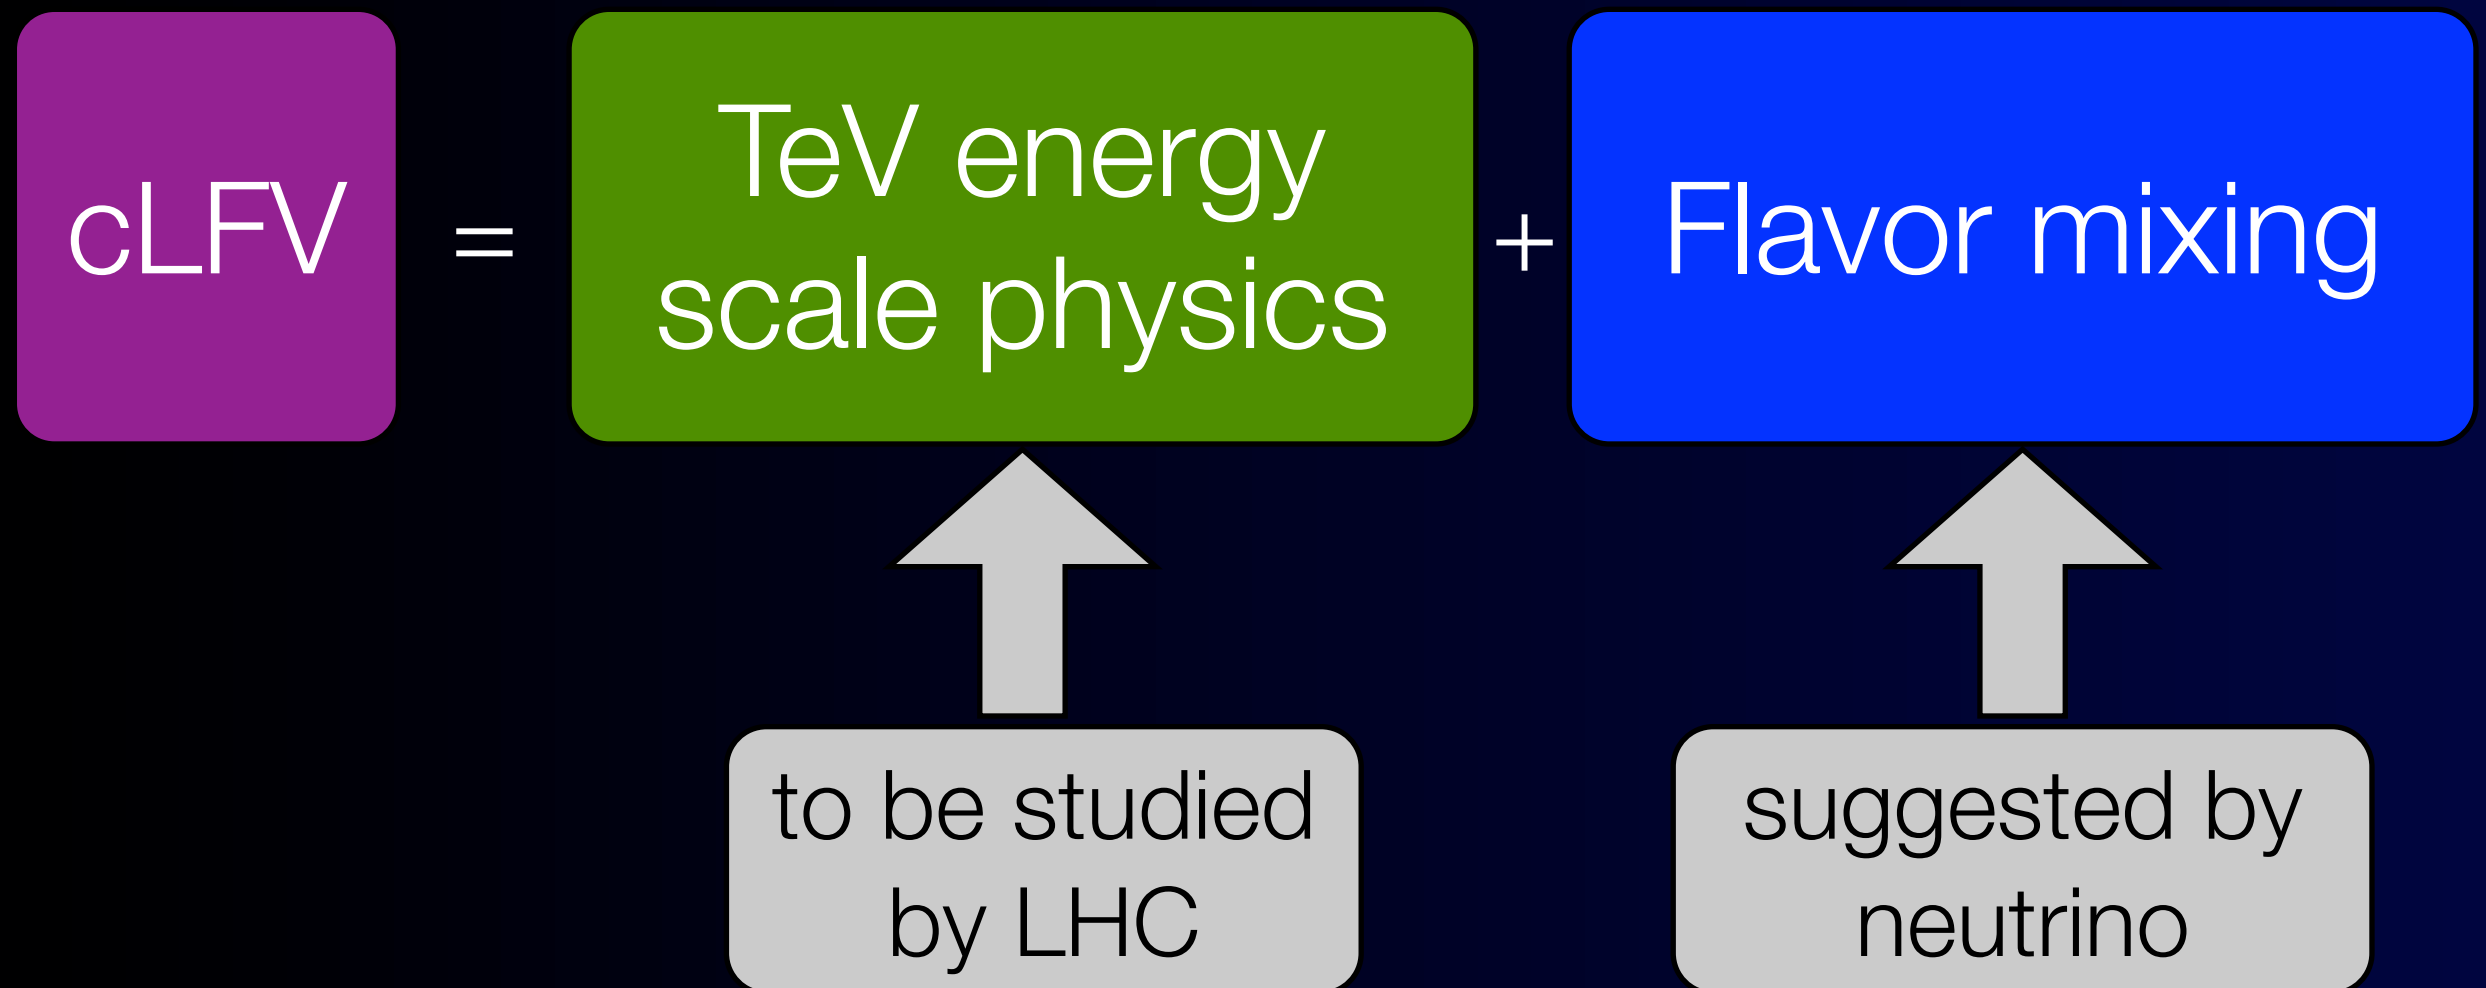 cLFV
=
TeV energy
scale physics
+
Flavor mixing
to be studied
by LHC
suggested by
neutrino